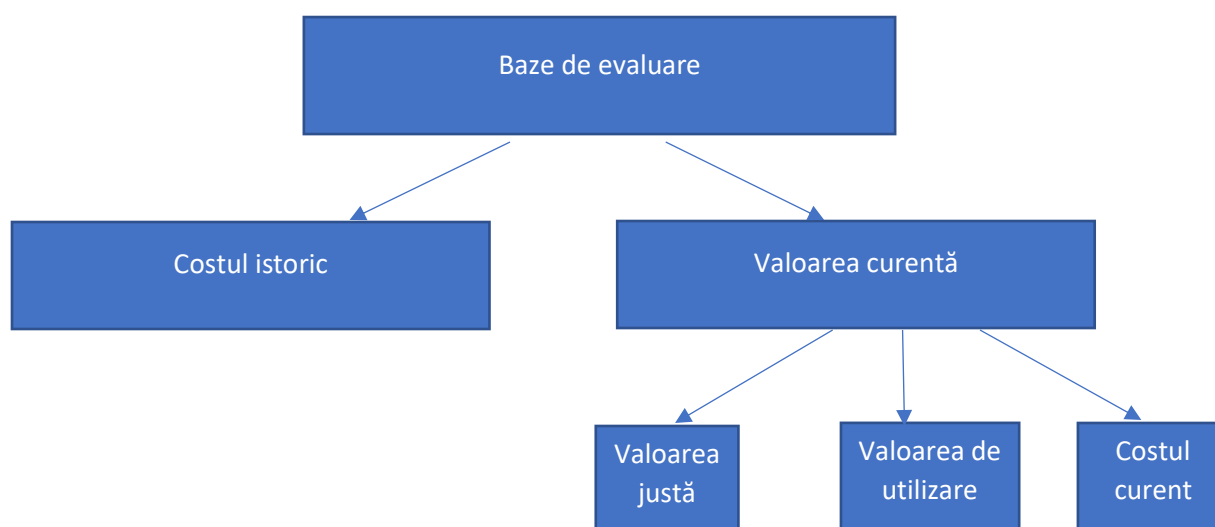 Baze de evaluare
Costul istoric
Valoarea curentă
Valoarea
justă
Valoarea de
utilizare
Costul
curent